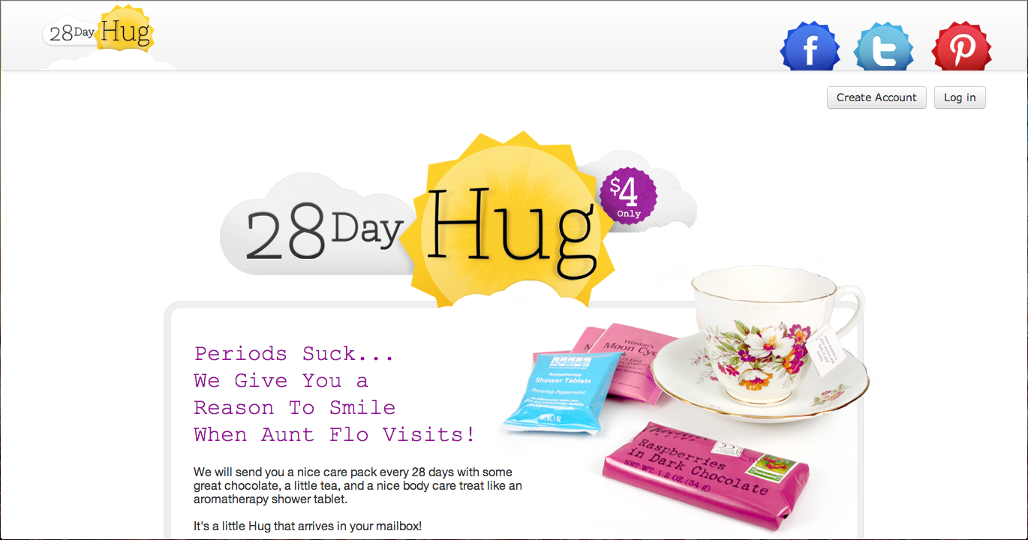 28 Day Hug
f
t
P
Create Account
Log in
28 Day Hug
$4
Only
Periods Suck...
We Give You a
Reason To Smile
When Aunt Flo Visits!
We will send you a nice care pack every 28 days with some
great chocolate, a little tea, and a nice body care treat like an
aromatherapy shower tablet.
It's a little Hug that arrives in your mailbox!
Woman's
Moon Cyc
Aromatherapy
Shower Tablets
Peppermint
Raspberries
in Dark Chocolate
NET WT. 1.2 OZ. (34 g)